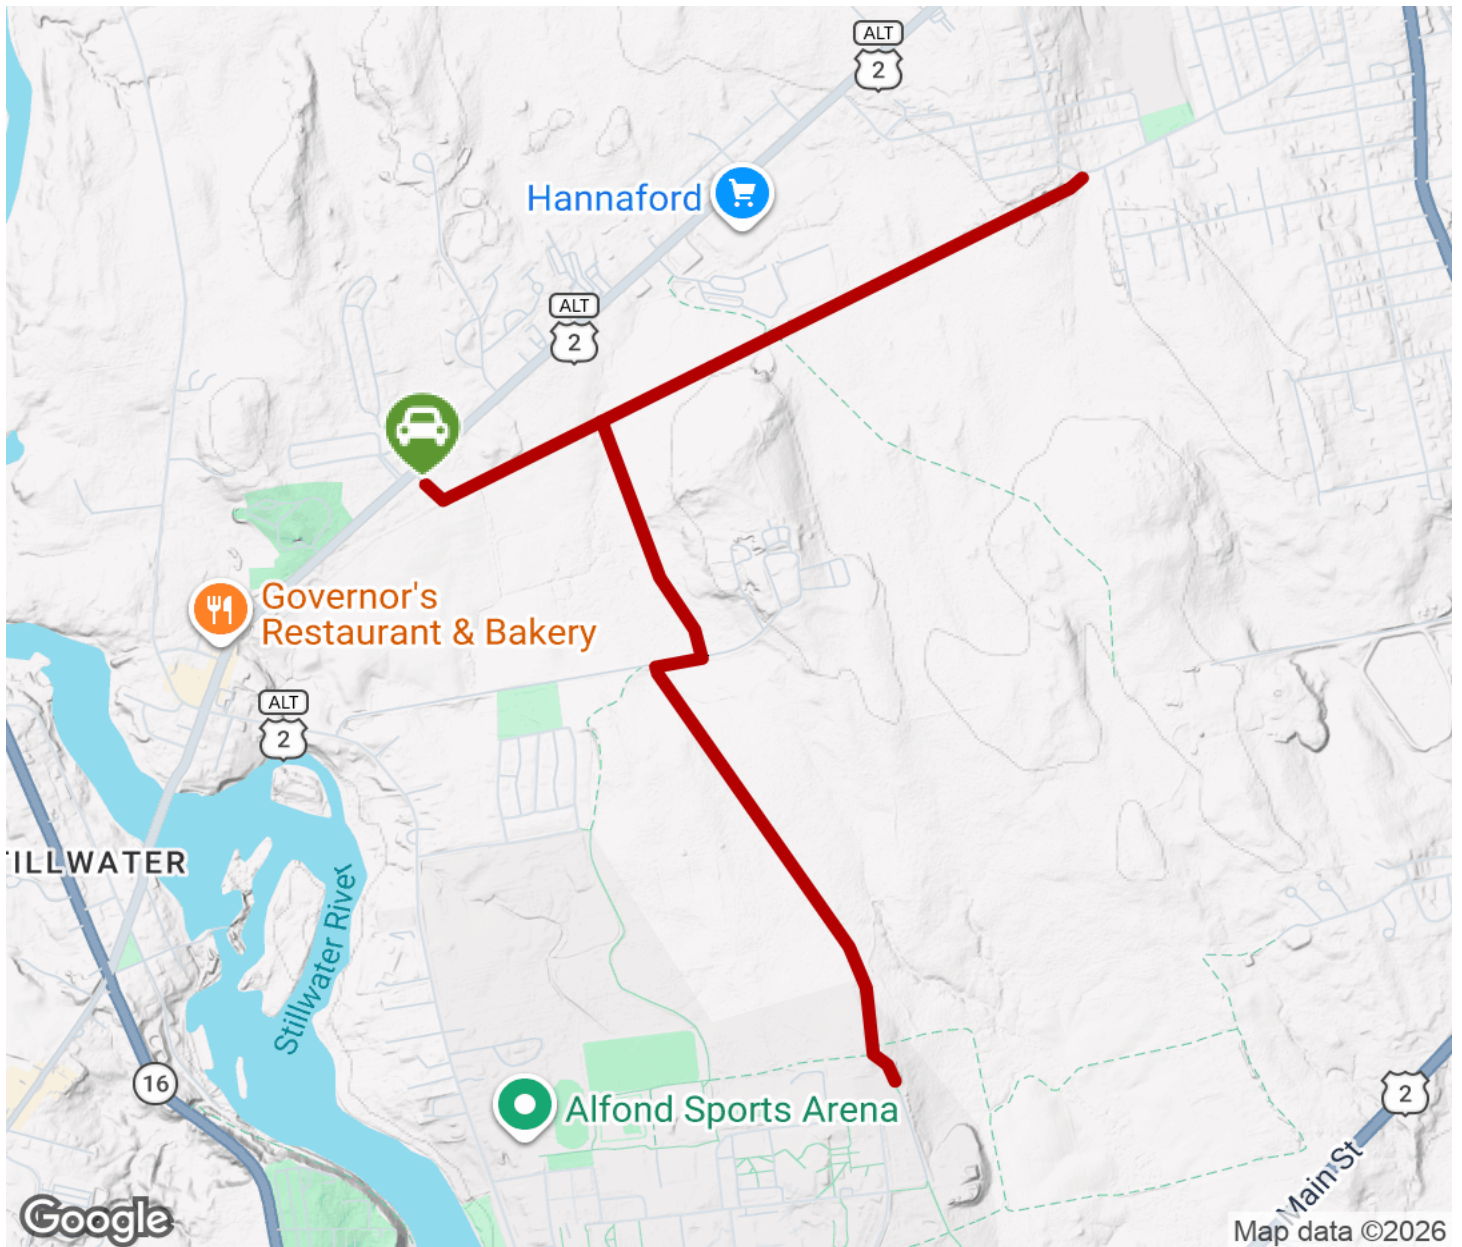 ALT
2
Hannaford
ALT
2
Governor's
Restaurant & Bakery
ALT
2
TILLWATER
Stillwater River
16
Alfond Sports Arena
2
Main St
Google
Map data ©2026